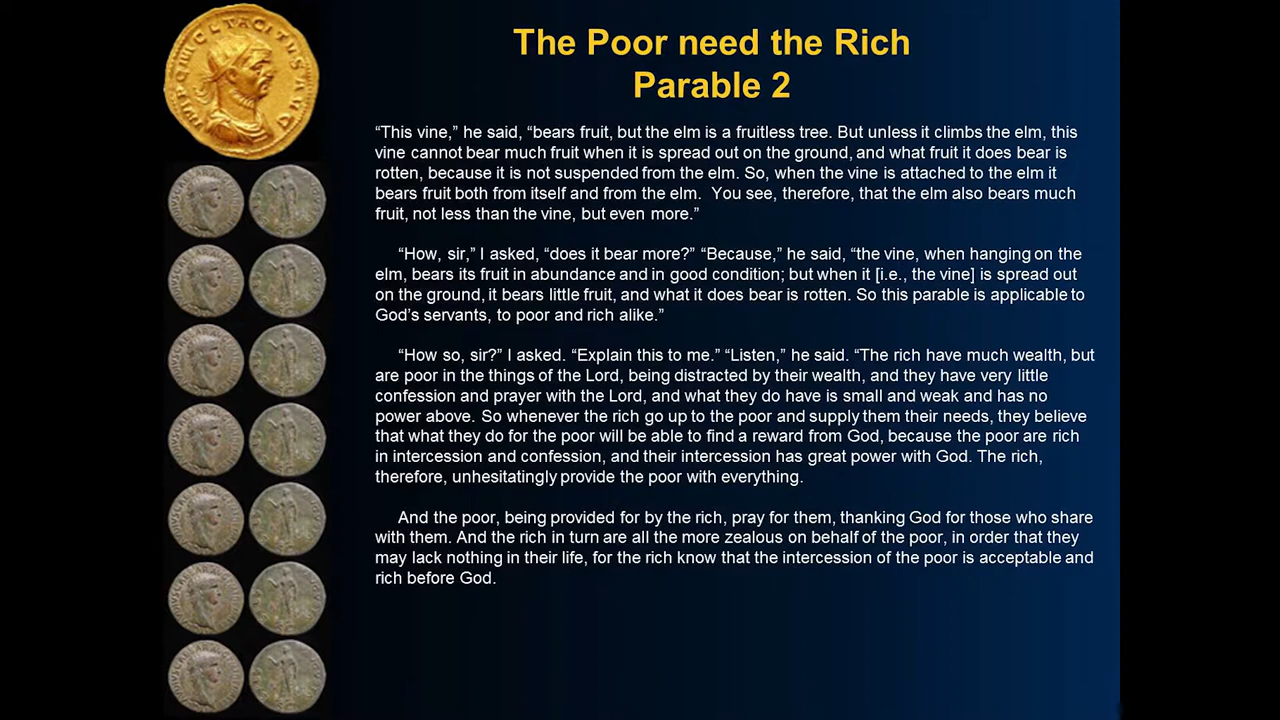 The Poor need the Rich
Parable 2
“This vine,” he said, “bears fruit, but the elm is a fruitless tree. But unless it climbs the elm, this
vine cannot bear much fruit when it is spread out on the ground, and what fruit it does bear is
rotten, because it is not suspended from the elm. So, when the vine is attached to the elm it
bears fruit both from itself and from the elm.  You see, therefore, that the elm also bears much
fruit, not less than the vine, but even more.”
“How, sir,” I asked, “does it bear more?” “Because,” he said, “the vine, when hanging on the
elm, bears its fruit in abundance and in good condition; but when it [i.e., the vine] is spread out
on the ground, it bears little fruit, and what it does bear is rotten. So this parable is applicable to
God’s servants, to poor and rich alike.”
“How so, sir?” I asked. “Explain this to me.” “Listen,” he said. “The rich have much wealth, but
are poor in the things of the Lord, being distracted by their wealth, and they have very little
confession and prayer with the Lord, and what they do have is small and weak and has no
power above. So whenever the rich go up to the poor and supply them their needs, they believe
that what they do for the poor will be able to find a reward from God, because the poor are rich
in intercession and confession, and their intercession has great power with God. The rich,
therefore, unhesitatingly provide the poor with everything.
And the poor, being provided for by the rich, pray for them, thanking God for those who share
with them. And the rich in turn are all the more zealous on behalf of the poor, in order that they
may lack nothing in their life, for the rich know that the intercession of the poor is acceptable and
rich before God.